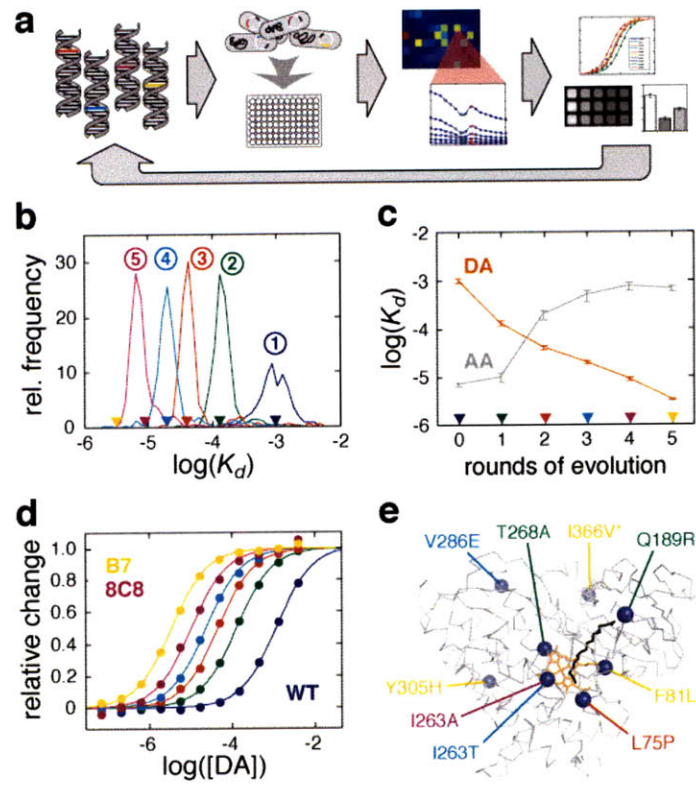 a
b
30
20
10
0
rel. frequency
5
4
3
2
1
-6
-5
-4
-3
-2
log(Kd)
c
-2
-3
-4
-5
-6
log(Kd)
DA
AA
0
1
2
3
4
5
rounds of evolution
d
1.0
0.8
0.6
0.4
0.2
0
relative change
B7
8C8
WT
-6
-4
-2
log([DA])
e
V286E
T268A
I366V*
Q189R
Y305H
I263A
I263T
F81L
L75P